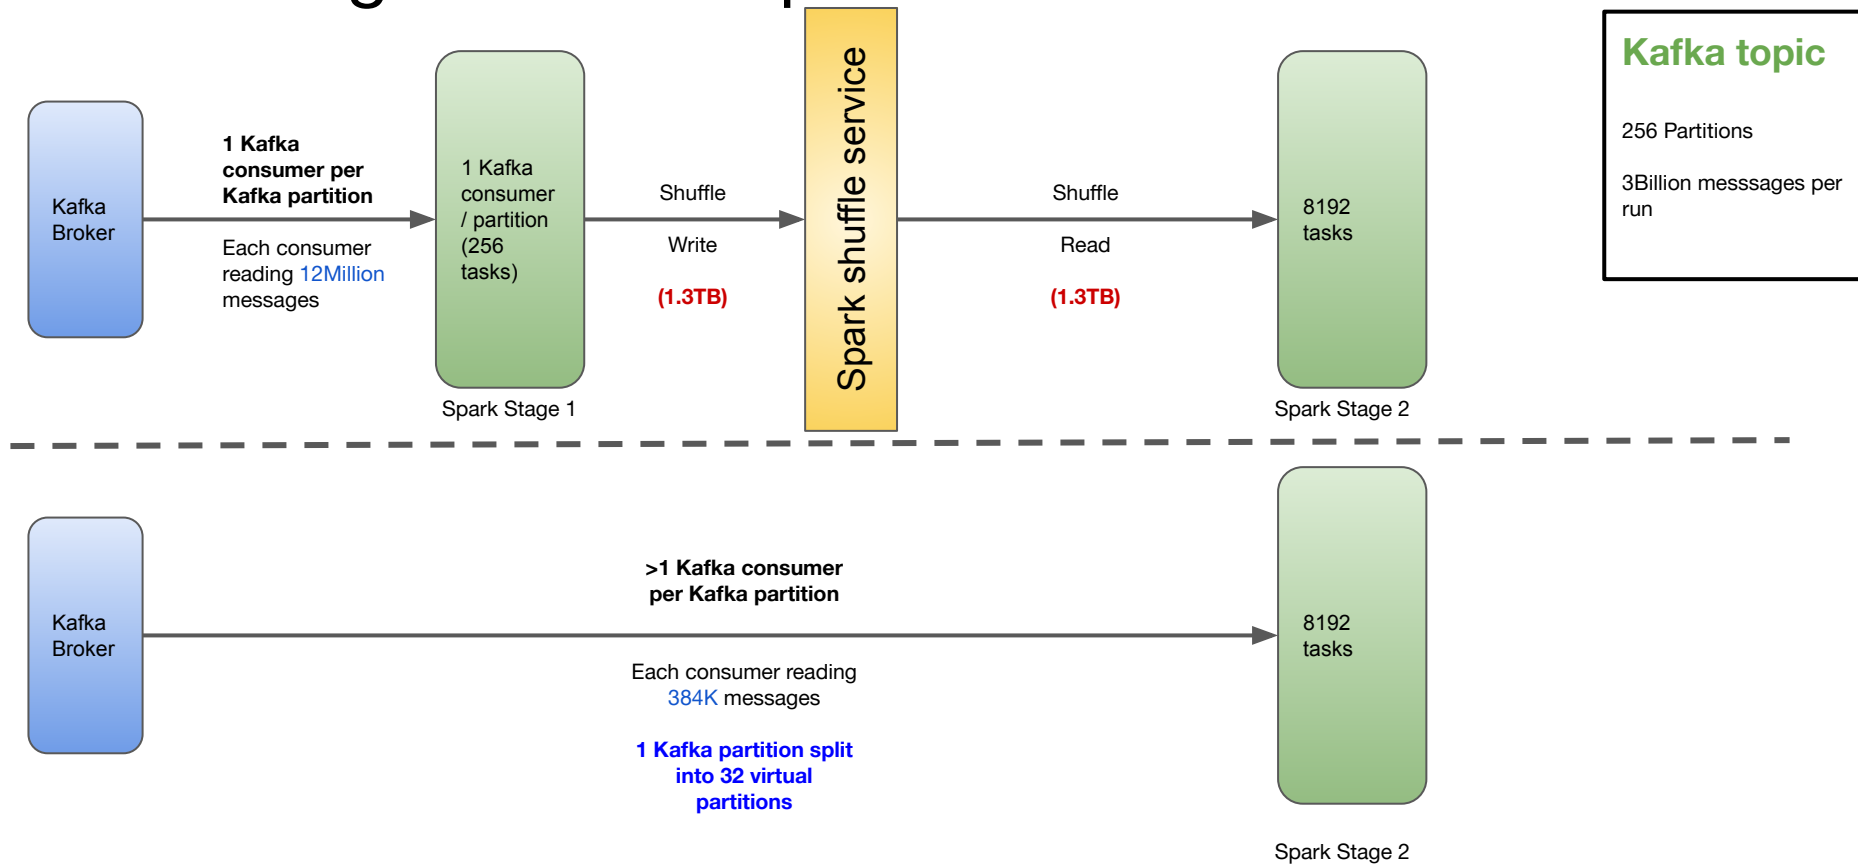 Kafka
Broker
1 Kafka
consumer per
Kafka partition
Each consumer
reading 12Million
messages
1 Kafka
consumer
/ partition
(256
tasks)
Spark Stage 1
Shuffle
Write
(1.3TB)
Spark shuffle service
Shuffle
Read
(1.3TB)
8192
tasks
Spark Stage 2
Kafka topic
256 Partitions
3Billion messsages per
run
Kafka
Broker
>1 Kafka consumer
per Kafka partition
Each consumer reading
384K messages
1 Kafka partition split
into 32 virtual
partitions
8192
tasks
Spark Stage 2